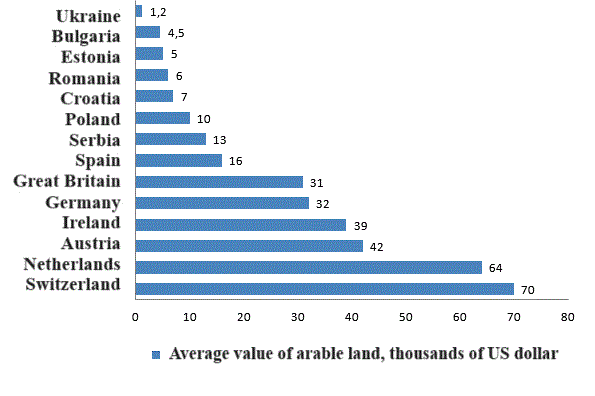 Ukraine 1,2
Bulgaria 4,5
Estonia 5
Romania 6
Croatia 7
Poland 10
Serbia 13
Spain 16
Great Britain 31
Germany 32
Ireland 39
Austria 42
Netherlands 64
Switzerland 70
0 10 20 30 40 50 60 70 80
Average value of arable land, thousands of US dollar